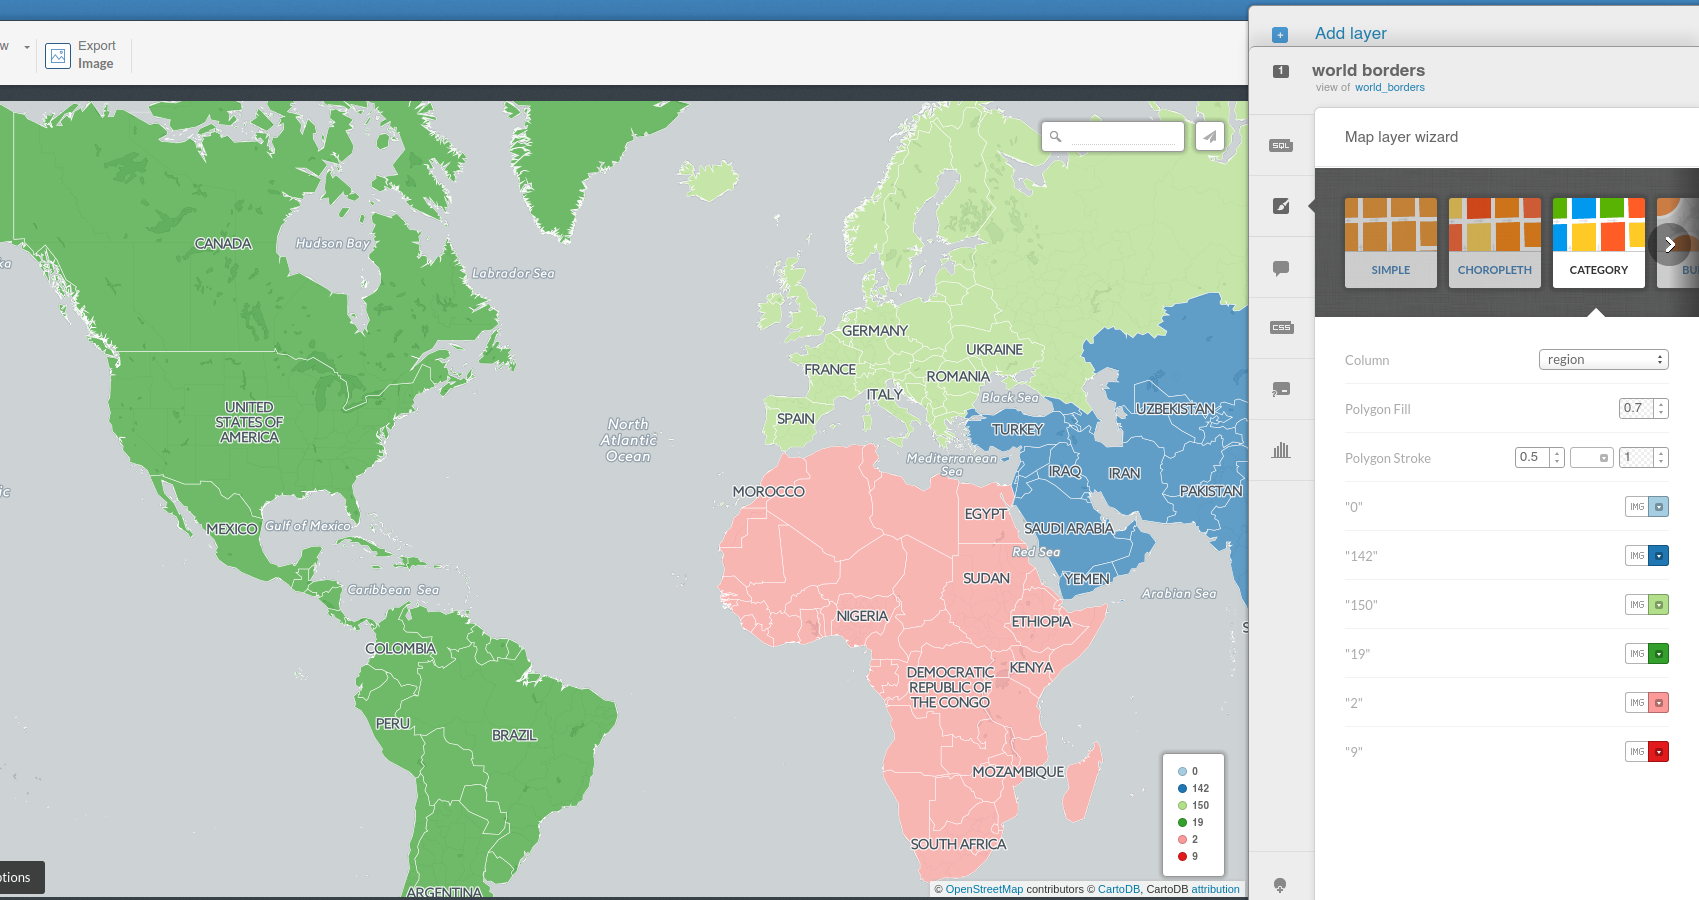 w
Export
Image
Add layer
1
world borders
view of world_borders
Map layer wizard
SQL
SIMPLE
CHOROPLETH
CATEGORY
BU
CSS
Column
region
Polygon Fill
0.7
Polygon Stroke
0.5
1
"0"
IMG
"142"
IMG
"150"
IMG
"19"
IMG
"2"
IMG
"9"
IMG
CANADA
Hudson Bay
Labrador Sea
ka
GERMANY
UKRAINE
FRANCE
ROMANIA
ITALY
Black Sea
UNITED
STATES OF
AMERICA
North
Atlantic
Ocean
SPAIN
UZBEKISTAN
TURKEY
Mediterranean
Sea
IRAQ
IRAN
PAKISTAN
ic
MOROCCO
EGYPT
MEXICO
Gulf of Mexico
SAUDI ARABIA
Red Sea
SUDAN
YEMEN
Caribbean Sea
Arabian Sea
NIGERIA
ETHIOPIA
S
COLOMBIA
KENYA
DEMOCRATIC
REPUBLIC OF
THE CONGO
PERU
BRAZIL
MOZAMBIQUE
SOUTH AFRICA
ARGENTINA
0
142
150
19
2
9
otions
© OpenStreetMap contributors © CartoDB, CartoDB attribution